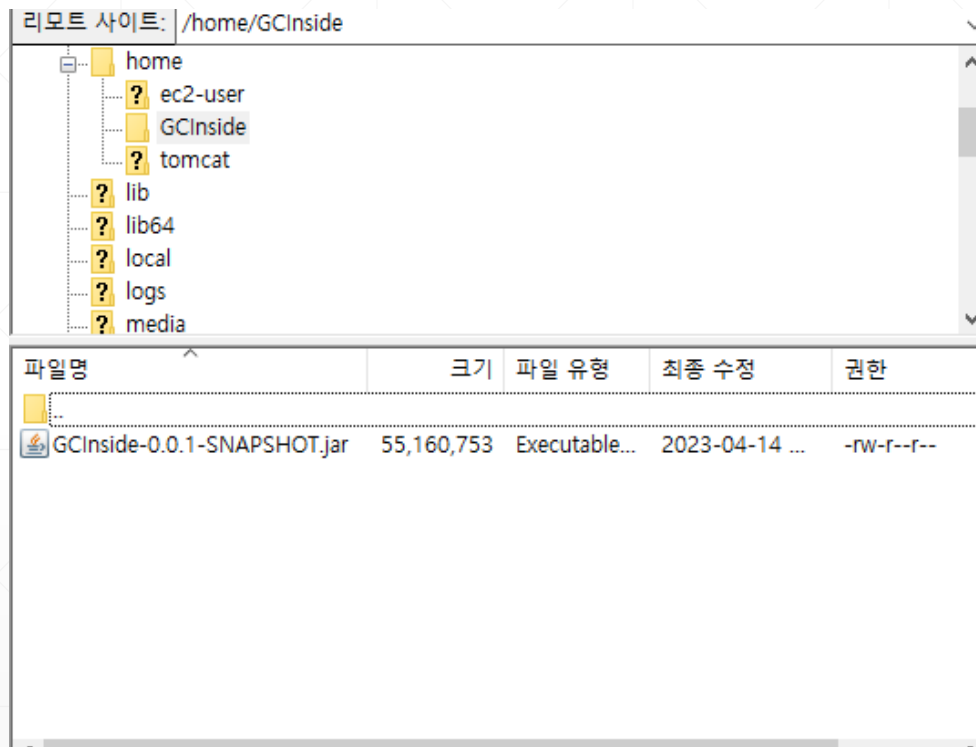 리모트 사이트: /home/GCInside
home
ec2-user
GCInside
tomcat
lib
lib64
local
logs
media
파일명 크기 파일 유형 최종 수정 권한
..
GCInside-0.0.1-SNAPSHOT.jar 55,160,753 Executable... 2023-04-14 ... -rw-r--r--